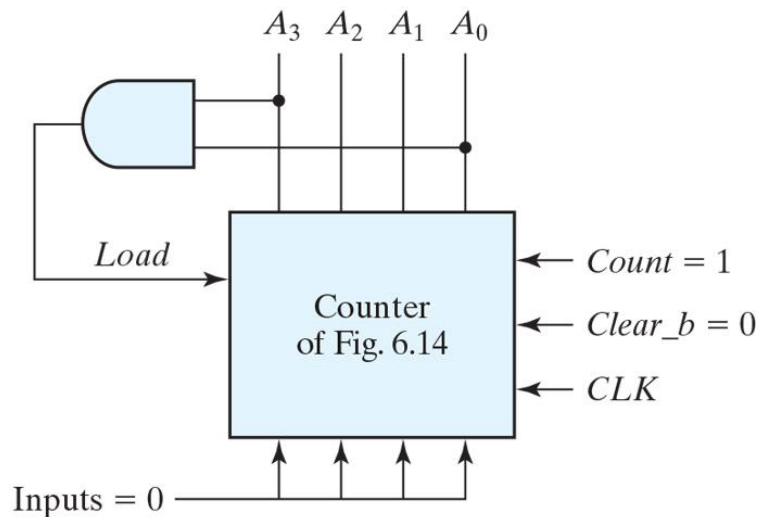 A3 A2 A1 A0
Load
Count = 1
Counter
of Fig. 6.14
Clear_b = 0
CLK
Inputs = 0